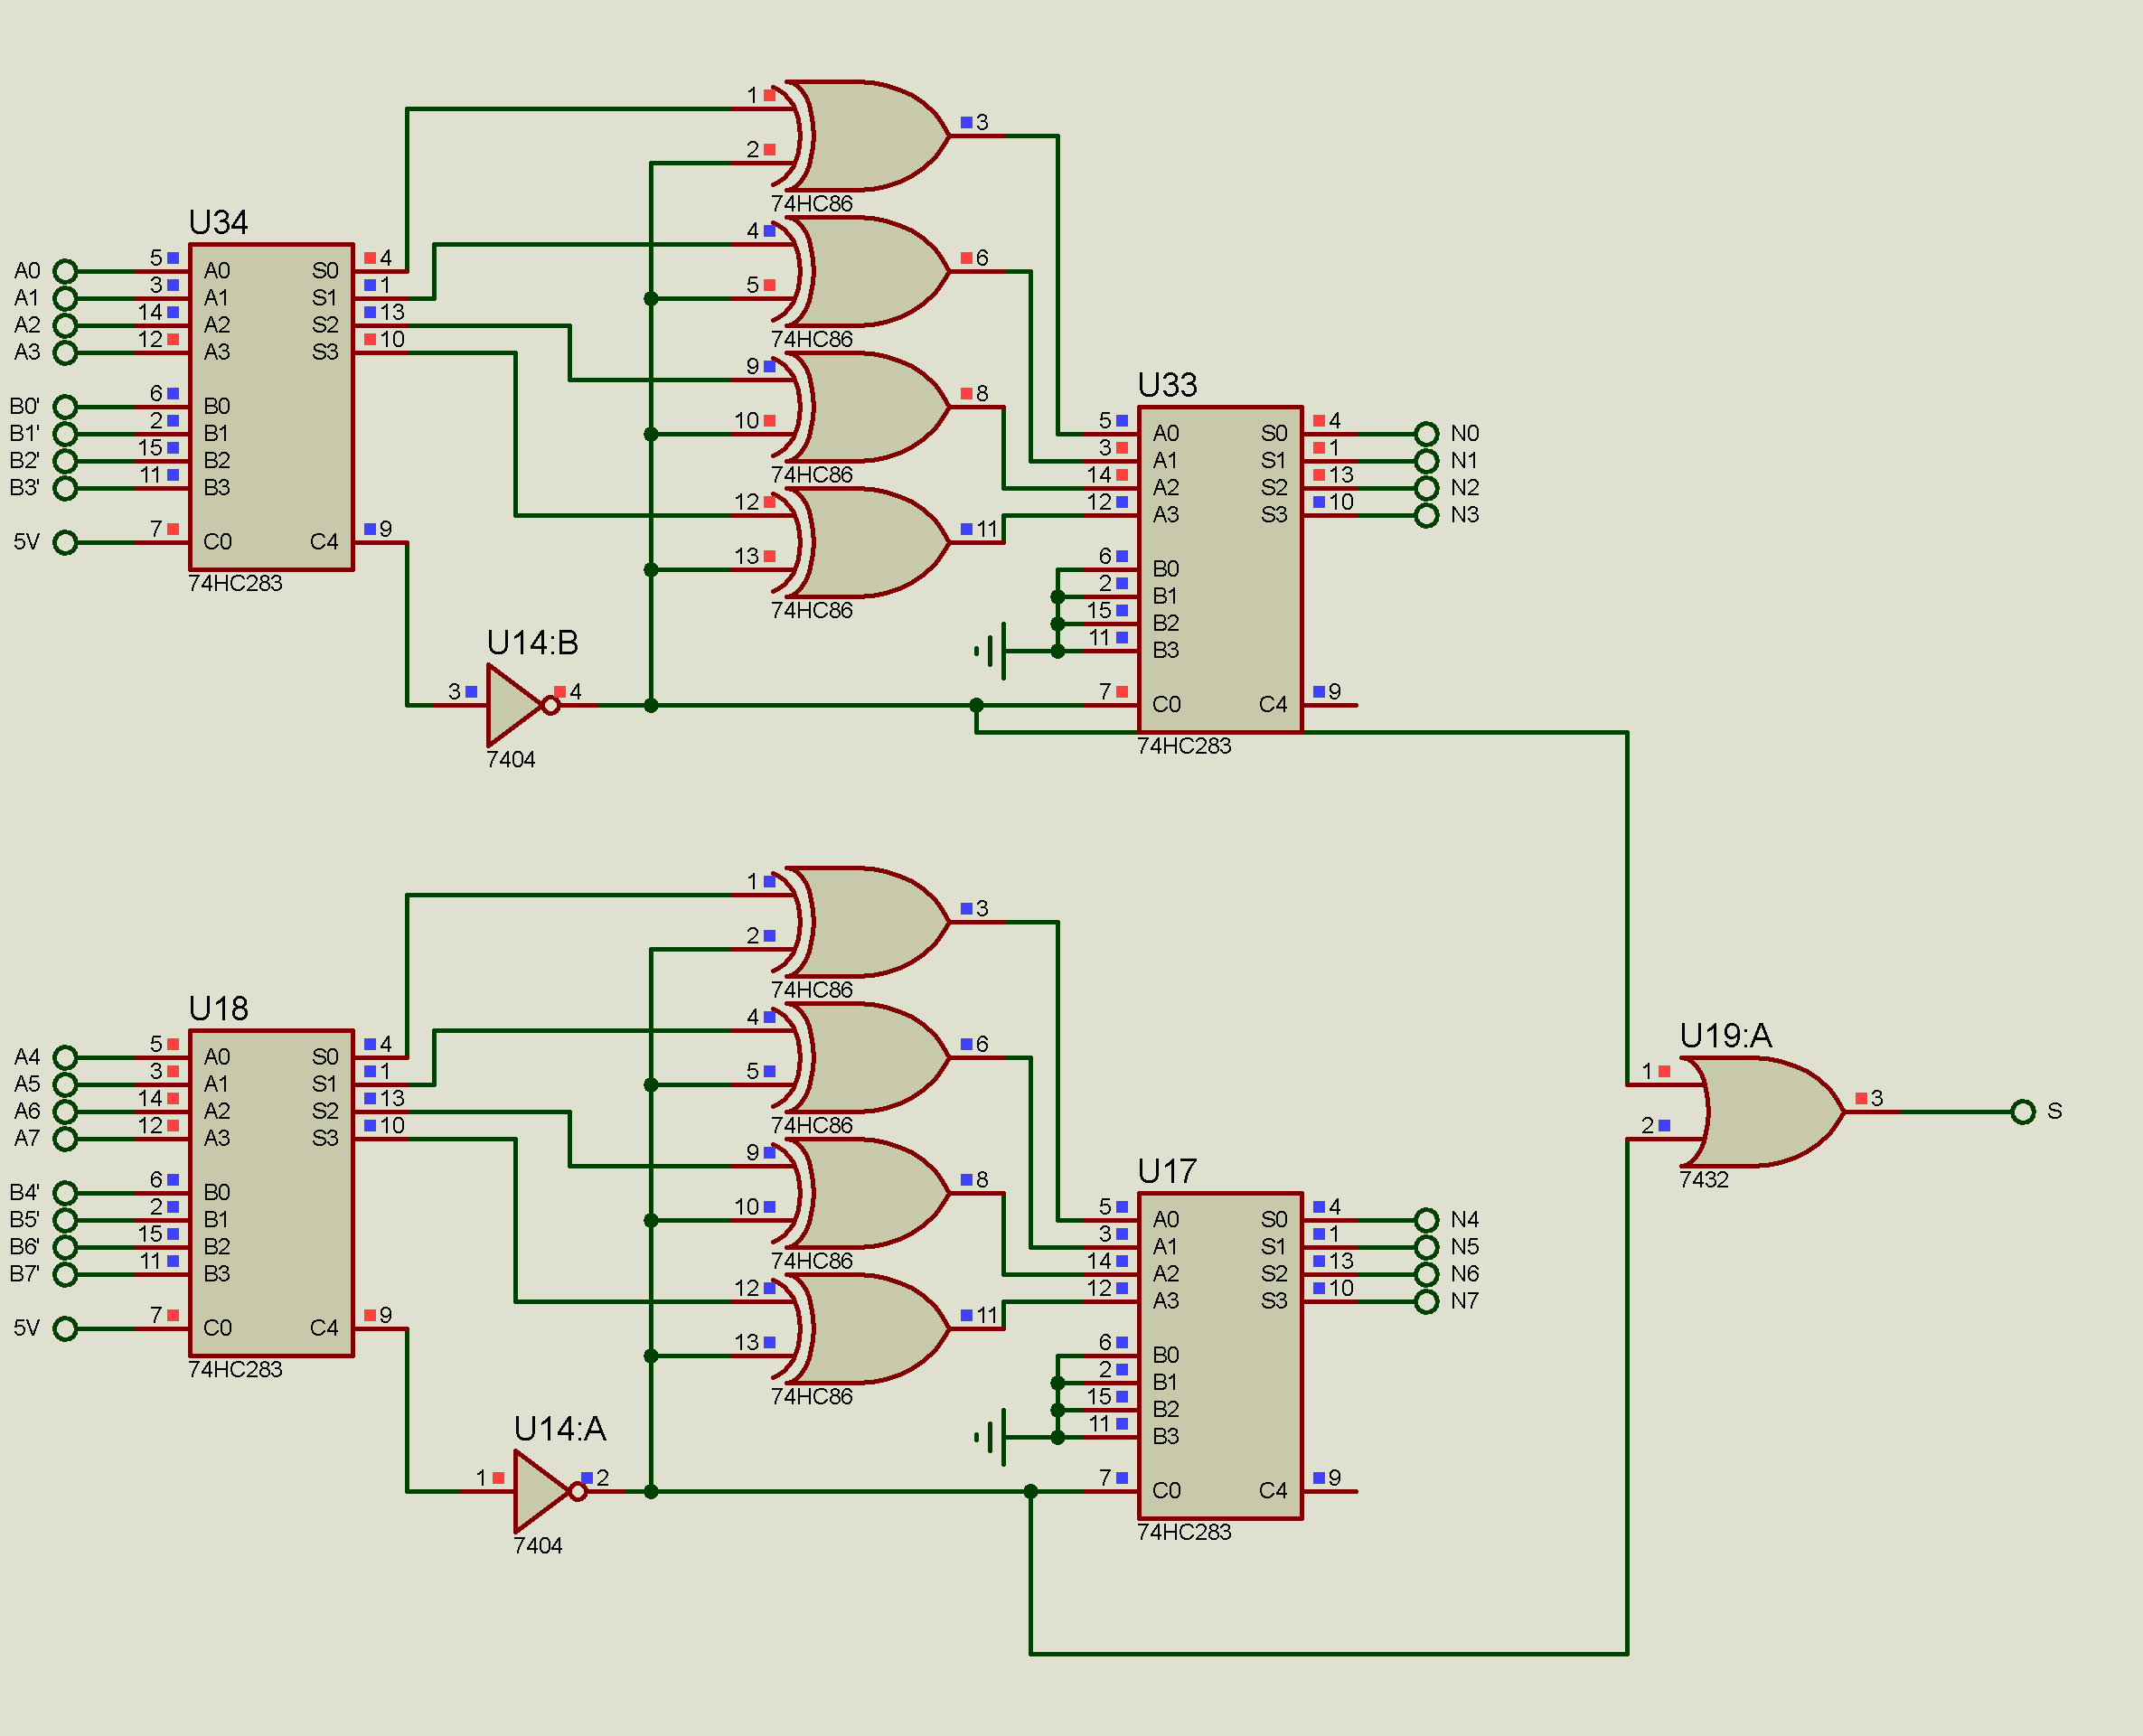 1
3
2
74HC86
U34
4
6
A0 5 A0 S0 4
A1 3 A1 S1 1
5
A2 14 A2 S2 13
A3 12 A3 S3 10
74HC86
9
8
B0' 6 B0
B1' 2 B1
10
B2' 15 B2
B3' 11 B3
74HC86
U33
5 A0 S0 4 N0
3 A1 S1 1 N1
14 A2 S2 13 N2
12 A3 S3 10 N3
12
11
5V 7 C0 C4 9
13
74HC283
74HC86
6 B0
2 B1
15 B2
11 B3
U14:B
3
4
7404
7 C0 C4 9
74HC283
1
3
2
74HC86
U18
4
6
A4 5 A0 S0 4
A5 3 A1 S1 1
5
A6 14 A2 S2 13
A7 12 A3 S3 10
74HC86
9
8
B4' 6 B0
B5' 2 B1
10
B6' 15 B2
B7' 11 B3
74HC86
U17
5 A0 S0 4 N4
3 A1 S1 1 N5
14 A2 S2 13 N6
12 A3 S3 10 N7
12
11
5V 7 C0 C4 9
13
74HC283
74HC86
6 B0
2 B1
15 B2
11 B3
U14:A
1
2
7404
7 C0 C4 9
74HC283
U19:A
1
3 S
2
7432